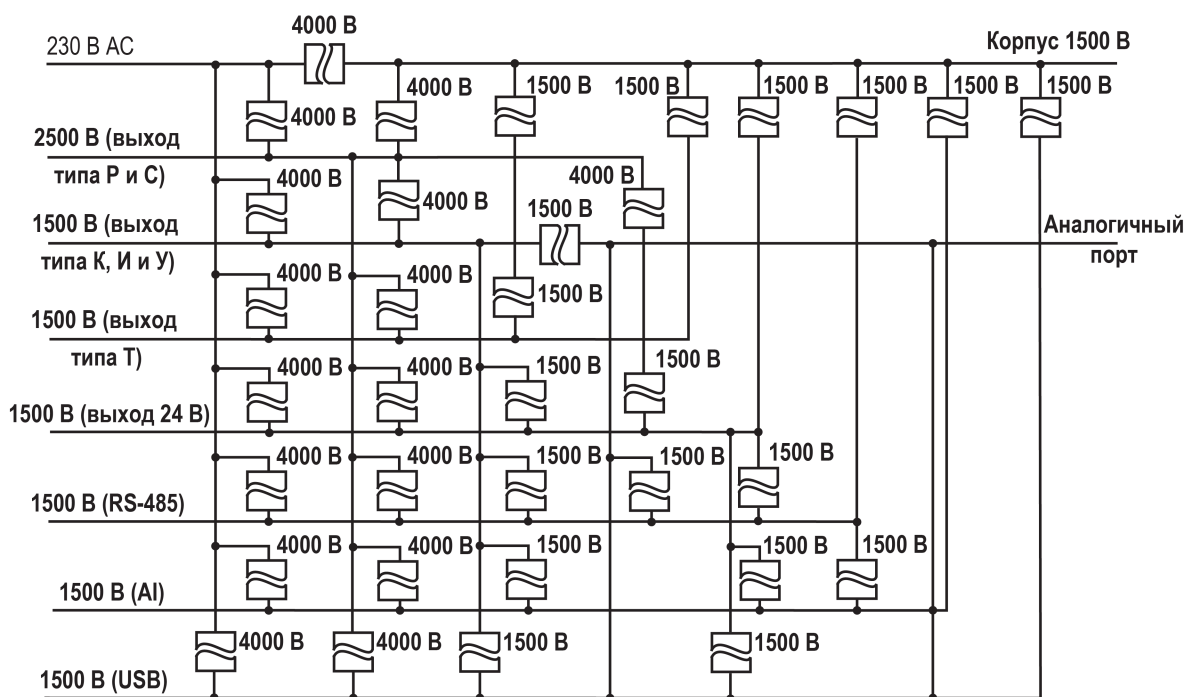 4000 В
230 В AC
Корпус 1500 В
4000 В
4000 В
1500 В
1500 В
1500 В
1500 В
1500 В
1500 В
2500 В (выход
типа Р и С)
4000 В
4000 В
4000 В
1500 В
1500 В (выход
типа К, И и У)
Аналогичный
порт
4000 В
4000 В
1500 В
1500 В (выход
типа Т)
4000 В
4000 В
1500 В
1500 В
1500 В (выход 24 В)
4000 В
4000 В
1500 В
1500 В
1500 В
1500 В (RS-485)
4000 В
4000 В
1500 В
1500 В
1500 В
1500 В (AI)
4000 В
4000 В
1500 В
1500 В
1500 В (USB)